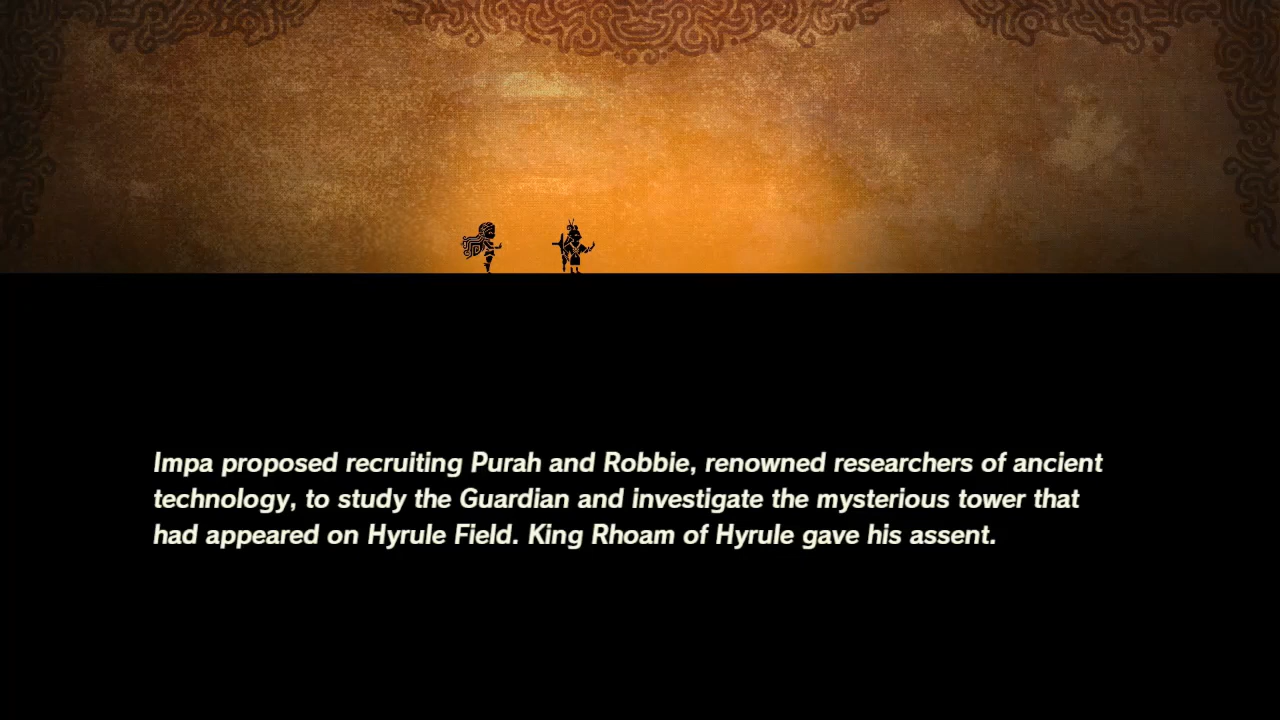 Impa proposed recruiting Purah and Robbie, renowned researchers of ancient
technology, to study the Guardian and investigate the mysterious tower that
had appeared on Hyrule Field. King Rhoam of Hyrule gave his assent.